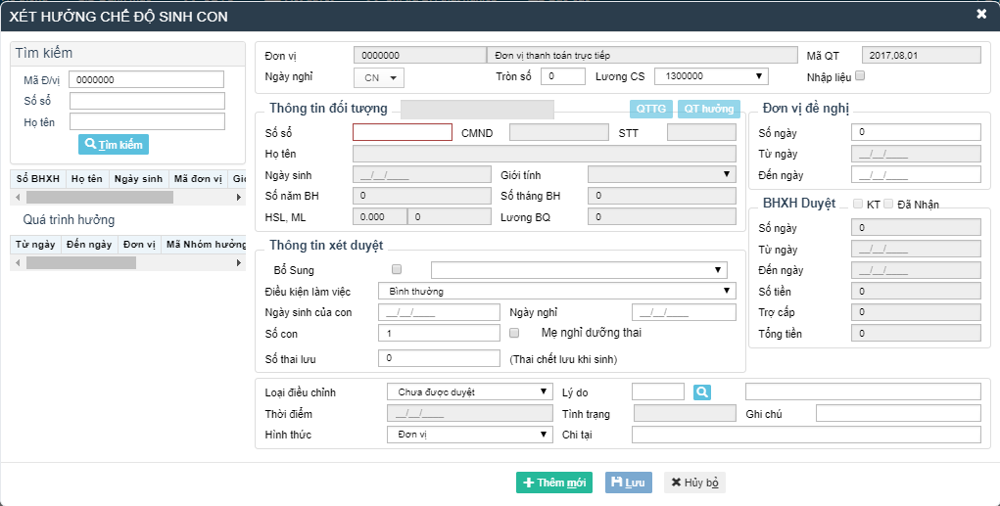 XÉT HƯỞNG CHẾ ĐỘ SINH CON
Tìm kiếm
Mã Đ/vị 0000000
Số sổ
Họ tên
Tìm kiếm
Số BHXH Họ tên Ngày sinh Mã đơn vị Giớ
Quá trình hưởng
Từ ngày Đến ngày Đơn vị Mã Nhóm hưởng
Đơn vị 0000000 Đơn vị thanh toán trực tiếp Mã QT 2017,08,01
Ngày nghỉ CN Tròn số 0 Lương CS 1300000 Nhập liệu
Thông tin đối tượng QTTG QT hưởng
Số sổ CMND STT
Họ tên
Ngày sinh __/__/____ Giới tính
Số năm BH 0 Số tháng BH 0
HSL, ML 0.000 0 Lương BQ 0
Đơn vị đề nghị
Số ngày 0
Từ ngày __/__/____
Đến ngày __/__/____
BHXH Duyệt KT Đã Nhận
Số ngày 0
Từ ngày __/__/____
Đến ngày __/__/____
Số tiền 0
Trợ cấp 0
Tổng tiền 0
Thông tin xét duyệt
Bổ Sung
Điều kiện làm việc Bình thường
Ngày sinh của con __/__/____ Ngày nghỉ __/__/____
Số con 1 Mẹ nghỉ dưỡng thai
Số thai lưu 0 (Thai chết lưu khi sinh)
Loại điều chỉnh Chưa được duyệt Lý do
Thời điểm __/__/____ Tình trạng Ghi chú
Hình thức Đơn vị Chi tại
Thêm mới Lưu Hủy bỏ